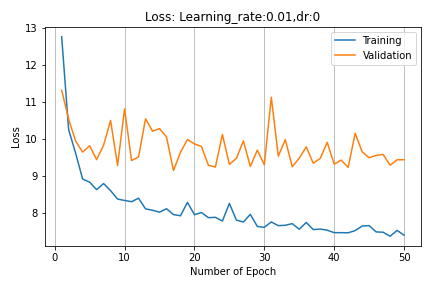 Loss: Learning_rate:0.01,dr:0
13
12
11
10
9
8
Loss
Training
Validation
0 10 20 30 40 50
Number of Epoch